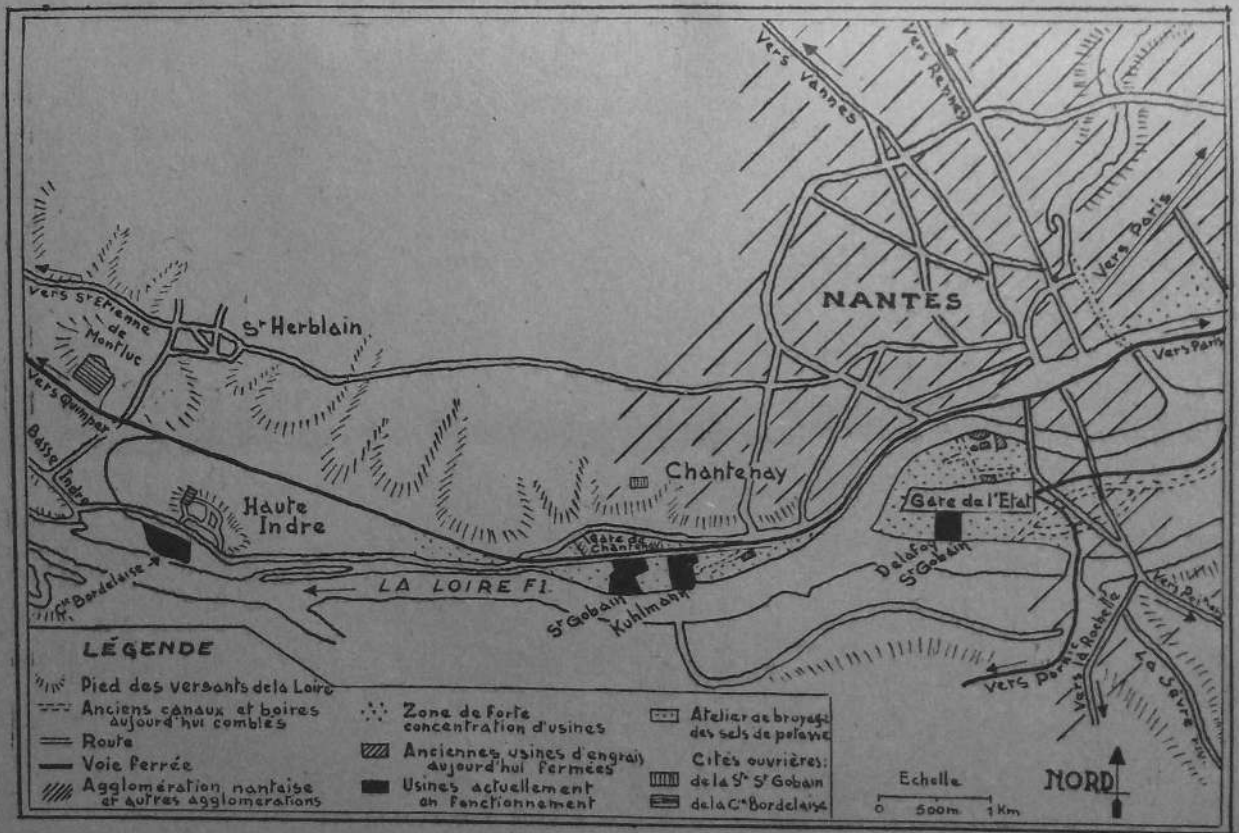 Vers Vannes
Vers Rennes
Vers Paris
NANTES
Vers Paris
Vers St Etienne
de
Montluc
St Herblain
Vers Quimper
Basse Indre
Haute
Indre
Chantenay
Gare de
Chantenay
Gare de l'Etat
Cie Bordelaise
LA LOIRE Fl.
St Gobain
Kuhlmann
Delafoy
St Gobain
Vers Pornic
Vers la Rochelle
La Sèvre
LÉGENDE
Pied des versants de la Loire
Anciens canaux et boires
aujourd'hui comblés
Route
Voie ferrée
Agglomération nantaise
et autres agglomérations
Zone de forte
concentration d'usines
Anciennes usines d'engrais
aujourd'hui fermées
Usines actuellement
en fonctionnement
Atelier de broyage
des sels de potasse
Cités ouvrières:
de la Sté St Gobain
de la Cie Bordelaise
Echelle
0 500m 1 Km
NORD